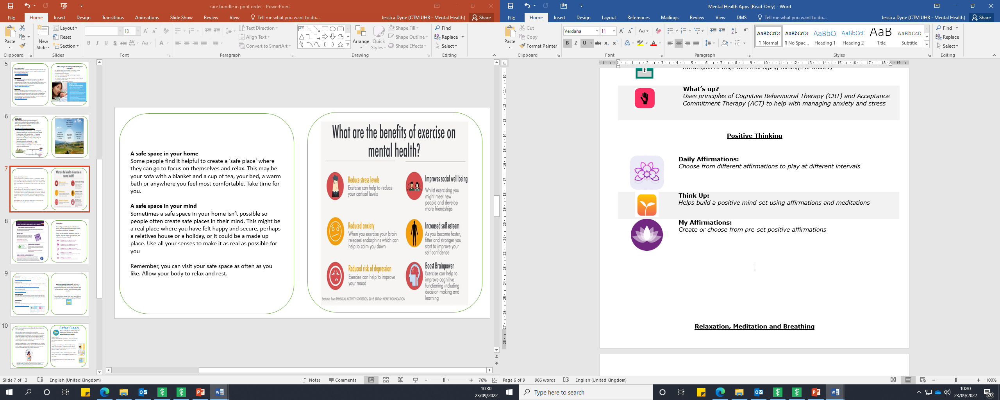 care bundle in print order - PowerPoint
File Home Insert Design Transitions Animations Slide Show Review View Tell me what you want to do... Jessica Dyne (CTM UHB - Mental Health) Share
Paste
New Slide
Layout
Reset
Section
18
Text Direction
Align Text
Convert to SmartArt
Arrange
Quick Styles
Shape Fill
Shape Outline
Shape Effects
Find
Replace
Select
Clipboard Slides Font Paragraph Drawing Editing
5
6
7
8
9
10
Safer Sleep
A safe space in your home
Some people find it helpful to create a ‘safe place’ where
they can go to focus on themselves and relax. This may be
your sofa with a blanket and a cup of tea, your bed, a warm
bath or anywhere you feel most comfortable. Take time for
you.
A safe space in your mind
Sometimes a safe space in your home isn’t possible so
people often create safe places in their mind. This might be
a real place where you have felt happy and secure, perhaps
a relatives house or a holiday, or it could be a made up
place. Use all your senses to make it as real as possible for
you
Remember, you can visit your safe space as often as you
like. Allow your body to relax and rest.
What are the benefits of exercise on
mental health?
Reduce stress levels
Exercise can help to reduce
your cortisol levels
Improves social well being
Whilst exercising you
might meet new
people and develop
more friendships
Reduced anxiety
When you exercise your brain
releases endorphins which can
help to calm you down
Increased self esteem
As you become faster,
fitter and stronger you
start to improve your
self confidence
Reduced risk of depression
Exercise can help to improve
your mood
Boost Brainpower
Exercise can help to
improve cognitive
functioning including
decision making and
learning
Statistics from PHYSICAL ACTIVITY STATISTICS, 2015 BRITISH HEART FOUNDATION
Slide 7 of 13 English (United Kingdom) Notes Comments 76%
10:30
23/09/2022
Mental Health Apps [Read-Only] - Word
File Home Insert Design Layout References Mailings Review View DMS Tell me what you want to do... Jessica Dyne (CTM UHB - Mental Health) Share
Paste
Cut
Copy
Format Painter
Verdana 11
AaBbCcDc AaBbCcDc AaBbC AaBbCcD AaB AaBbCcD
¶ Normal ¶ No Spac... Heading 1 Heading 2 Title Subtitle
Find
Replace
Select
Clipboard Font Paragraph Styles Editing
Strategies to help with managing feelings of anxiety
What’s up?
Uses principles of Cognitive Behavioural Therapy (CBT) and Acceptance
Commitment Therapy (ACT) to help with managing anxiety and stress
Positive Thinking
Daily Affirmations:
Choose from different affirmations to play at different intervals
Think Up:
Helps build a positive mind-set using affirmations and meditations
My Affirmations:
Create or choose from pre-set positive affirmations
Relaxation, Meditation and Breathing
Page 6 of 9 966 words English (United Kingdom) 100%
Type here to search
10:30
23/09/2022
20